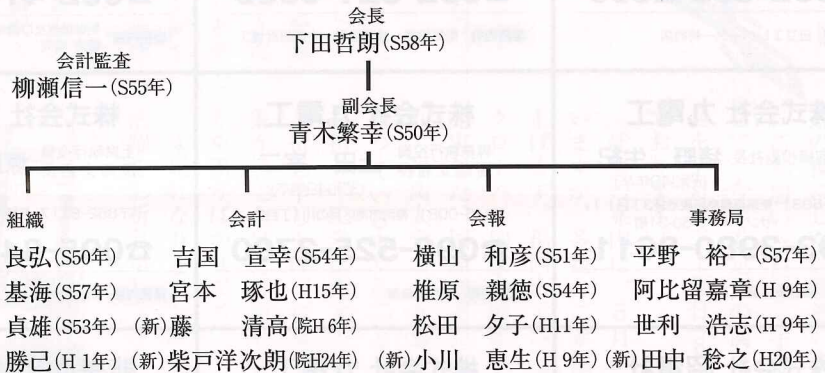 会長
下田哲朗(S58年)
会計監査
柳瀬信一(S55年)
副会長
青木繁幸(S50年)
組織 会計 会報 事務局
良弘(S50年) 吉国 宣幸(S54年) 横山 和彦(S51年) 平野 裕一(S57年)
基海(S57年) 宮本 琢也(H15年) 椎原 親徳(S54年) 阿比留嘉章(H 9年)
貞雄(S53年) (新)藤 清高(院H 6年) 松田 夕子(H11年) 世利 浩志(H 9年)
勝己(H 1年) (新)柴戸洋次朗(院H24年) (新)小川 恵生(H 9年) (新)田中 稔之(H20年)